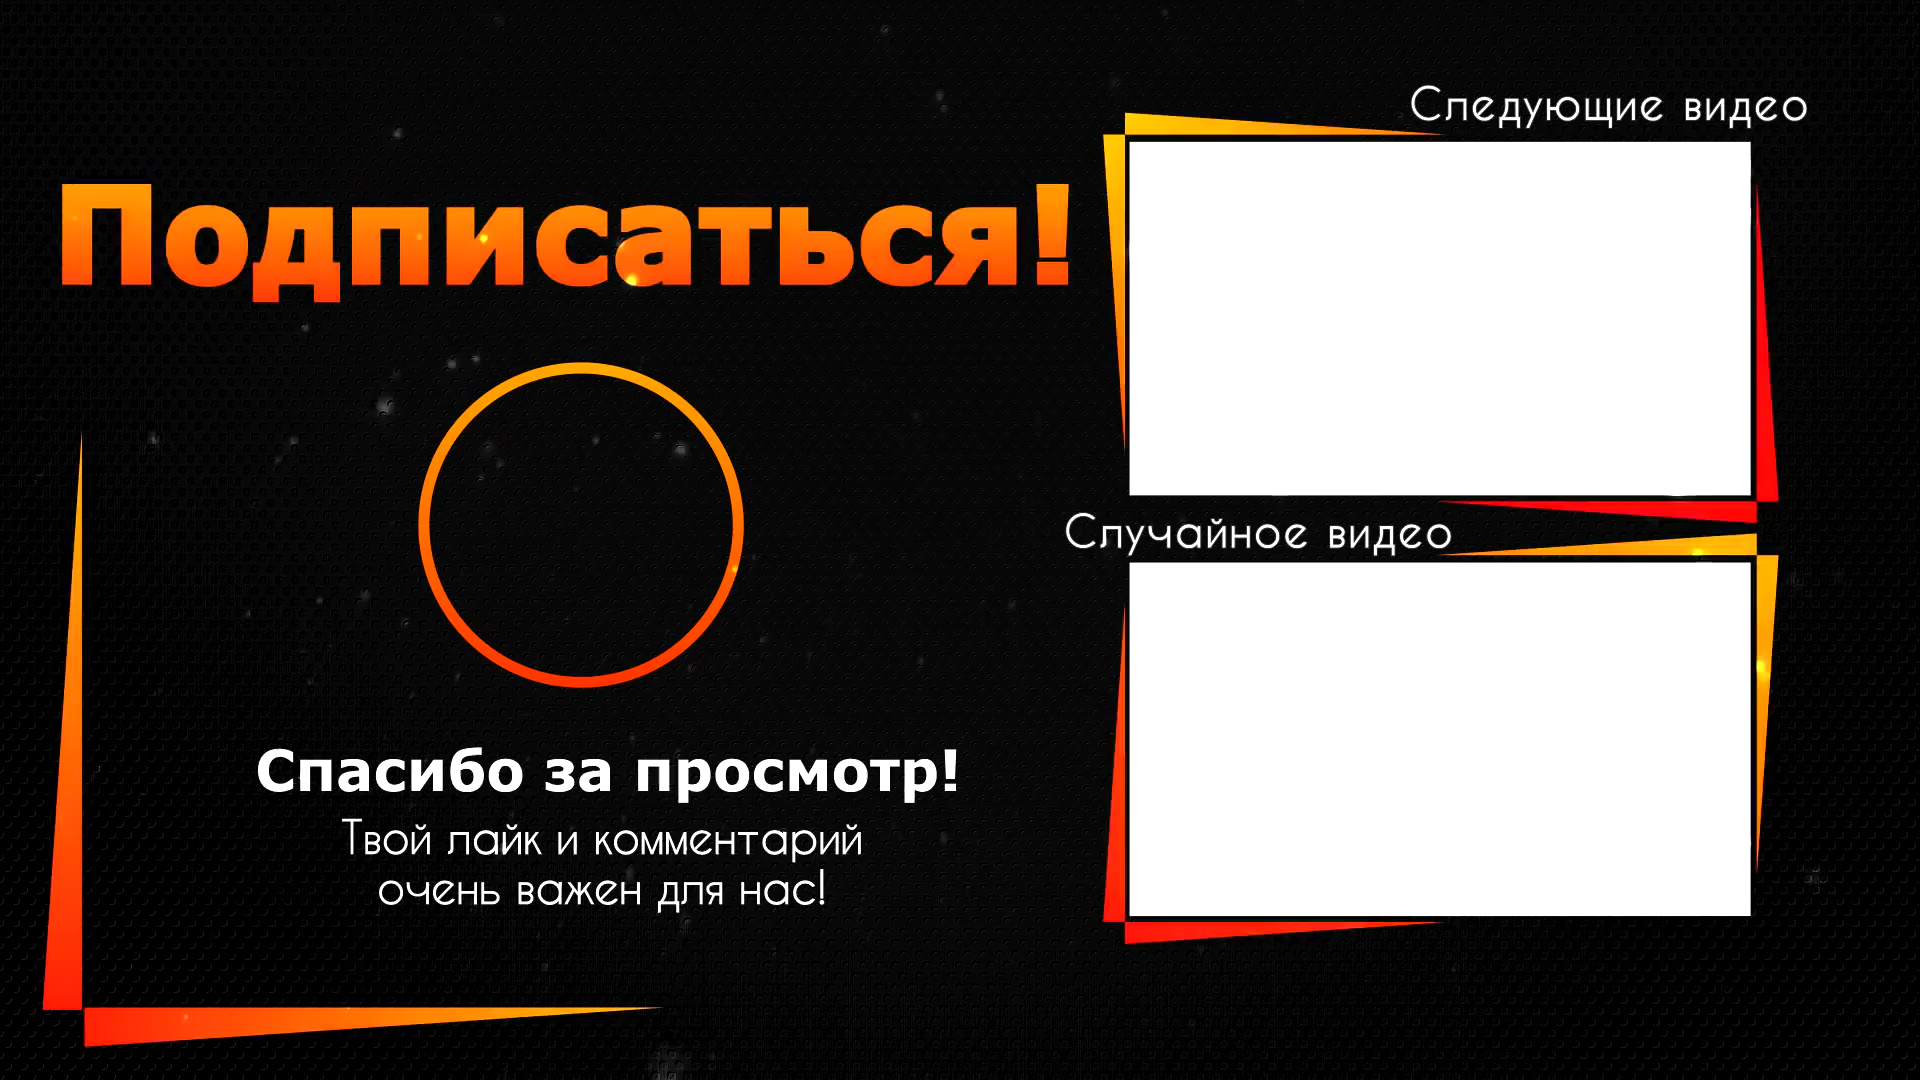 Подписаться!
Спасибо за просмотр!
Твой лайк и комментарий
очень важен для нас!
Следующие видео
Случайное видео